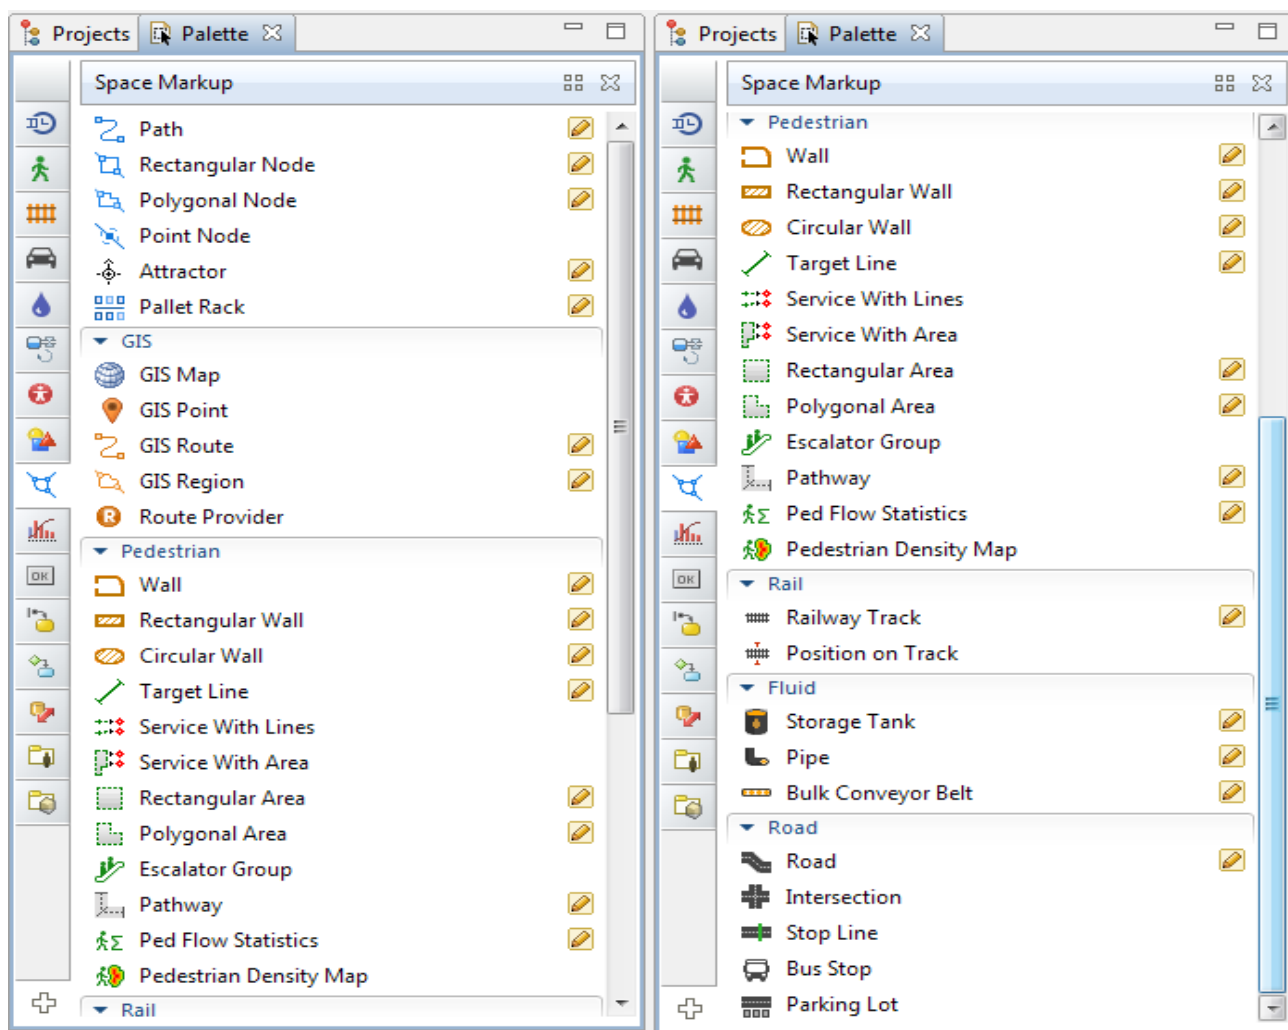 Projects Palette
Space Markup
Path
Rectangular Node
Polygonal Node
Point Node
Attractor
Pallet Rack
GIS
GIS Map
GIS Point
GIS Route
GIS Region
R Route Provider
Pedestrian
Wall
OK
Rectangular Wall
Circular Wall
Target Line
Service With Lines
Service With Area
Rectangular Area
Polygonal Area
Escalator Group
Pathway
Ped Flow Statistics
Pedestrian Density Map
Rail
Projects Palette
Space Markup
Pedestrian
Wall
Rectangular Wall
Circular Wall
Target Line
Service With Lines
Service With Area
Rectangular Area
Polygonal Area
Escalator Group
Pathway
Ped Flow Statistics
Pedestrian Density Map
OK
Rail
Railway Track
Position on Track
Fluid
Storage Tank
Pipe
Bulk Conveyor Belt
Road
Road
Intersection
Stop Line
Bus Stop
Parking Lot